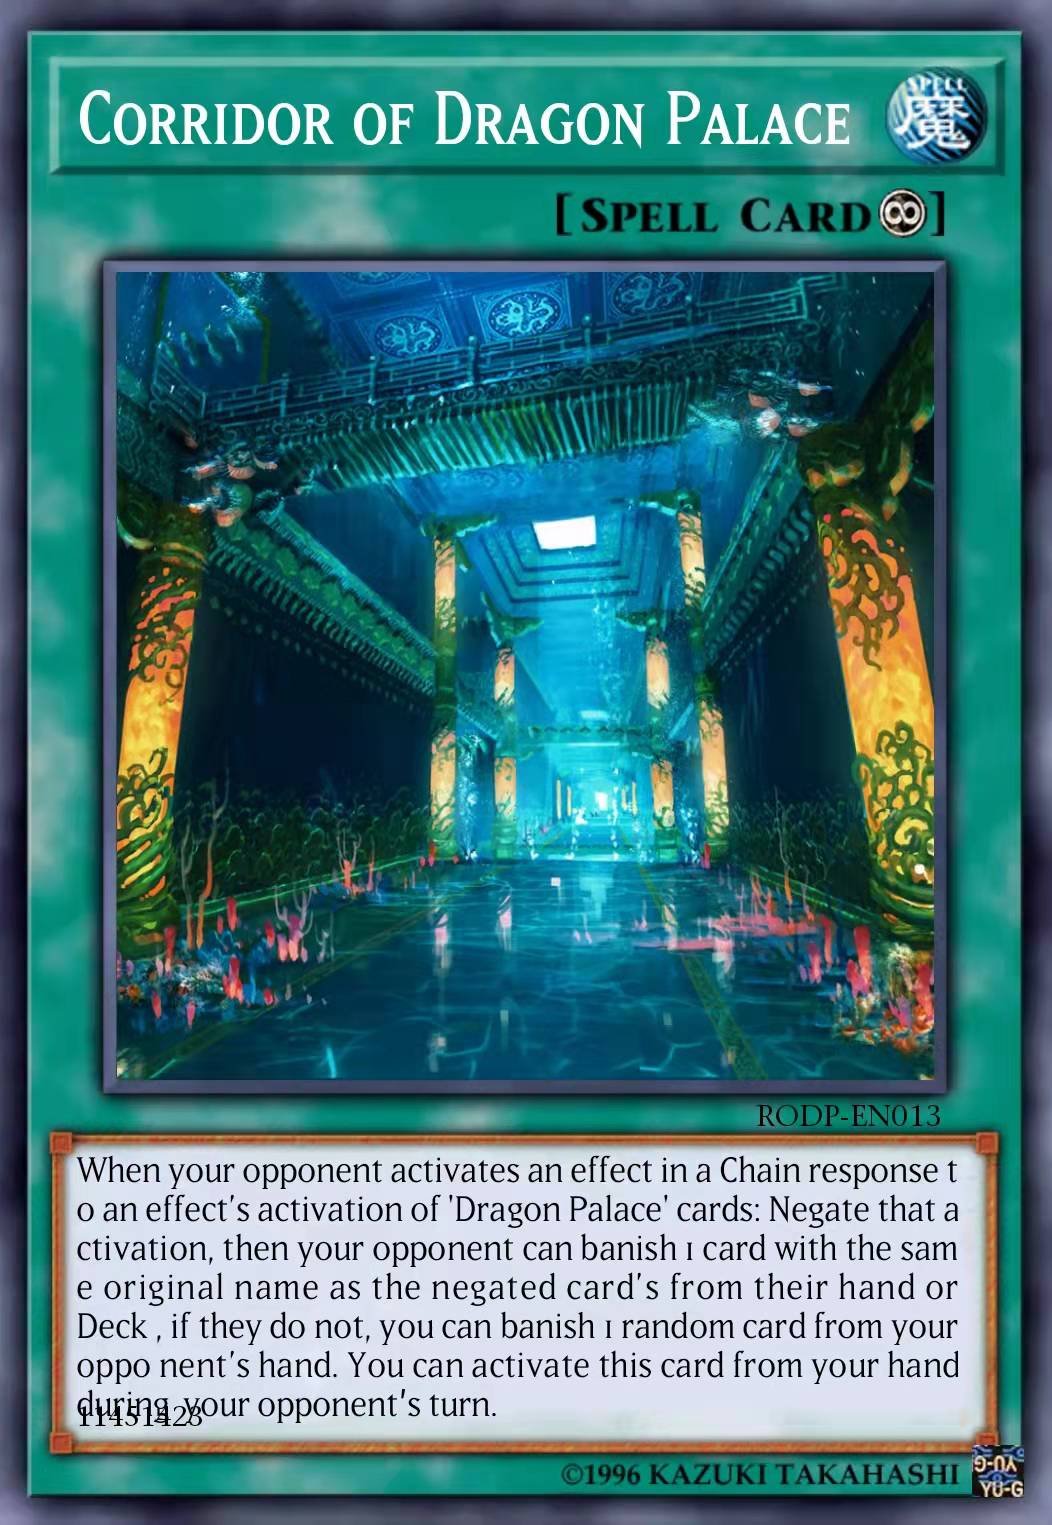 CORRIDOR OF DRAGON PALACE
SPELL
魔
[SPELL CARD∞]
RODP-EN013
When your opponent activates an effect in a Chain response t
o an effect's activation of 'Dragon Palace' cards: Negate that a
ctivation, then your opponent can banish 1 card with the sam
e original name as the negated card's from their hand or
Deck , if they do not, you can banish 1 random card from your
oppo nent's hand. You can activate this card from your hand
during your opponent's turn.
11451423
©1996 KAZUKI TAKAHASHI
YU-G
YU-G